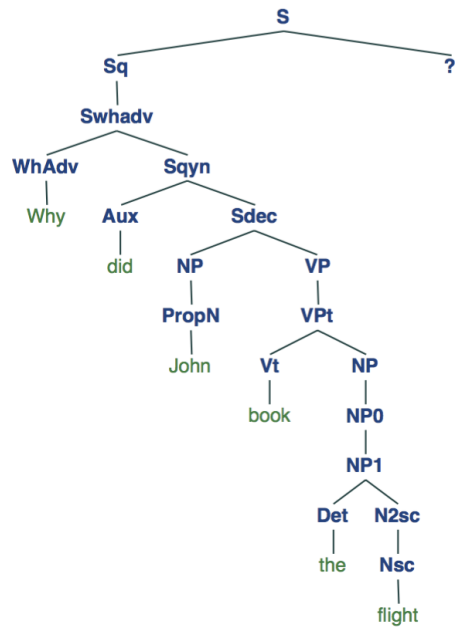 S
Sq ?
Swhadv
WhAdv Sqyn
Why Aux Sdec
did NP VP
PropN VPt
John Vt NP
book NP0
NP1
Det N2sc
the Nsc
flight